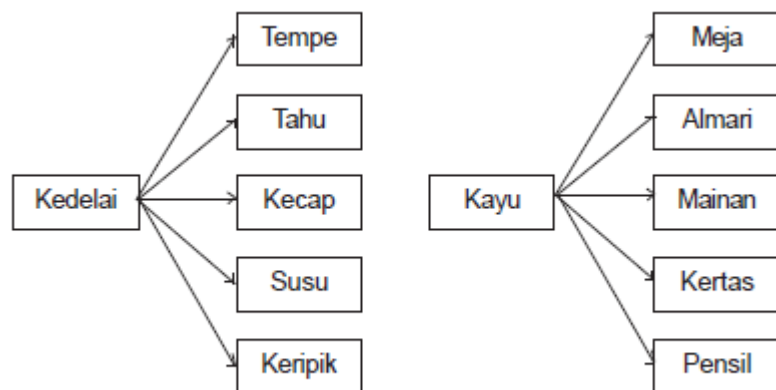 Kedelai
Tempe
Tahu
Kecap
Susu
Keripik
Kayu
Meja
Almari
Mainan
Kertas
Pensil